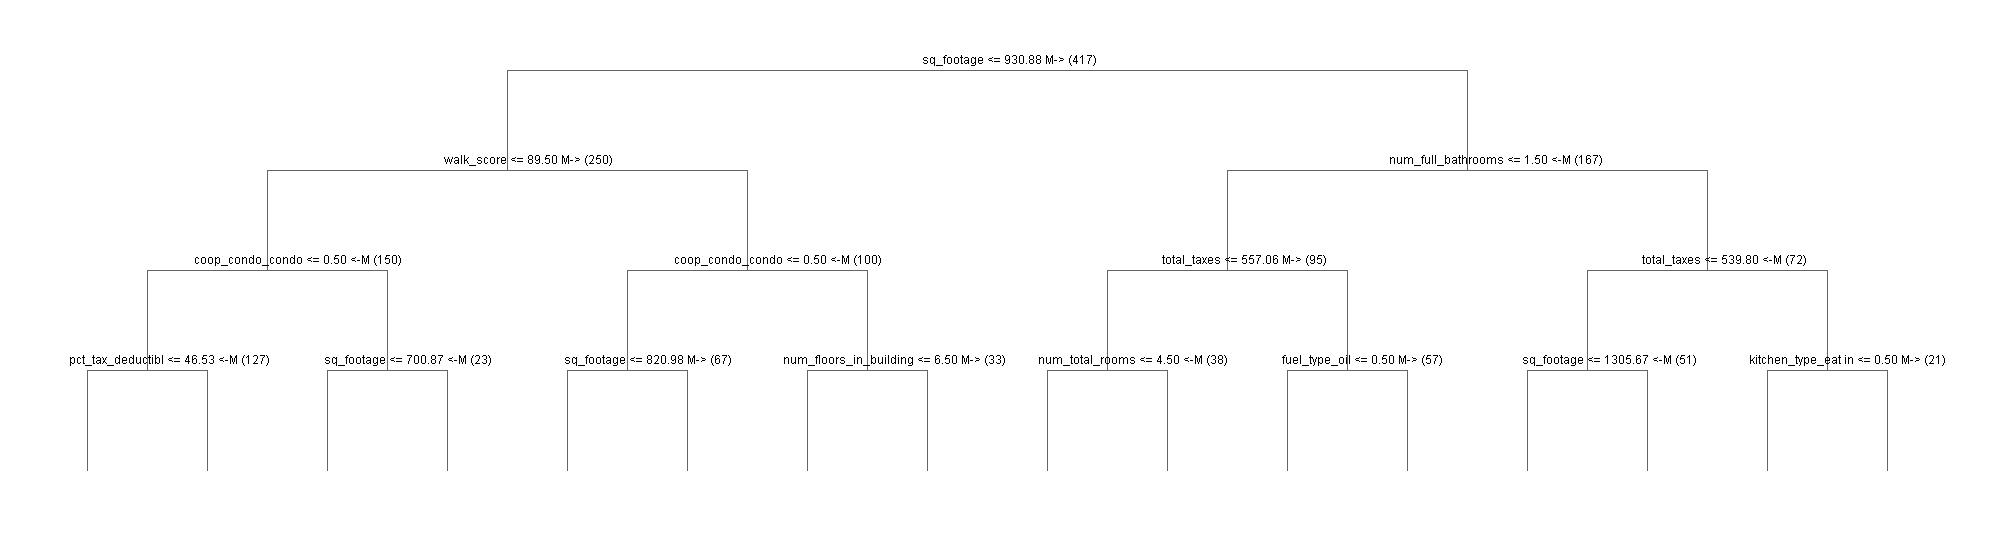 sq_footage <= 930.88 M-> (417)
walk_score <= 89.50 M-> (250)
num_full_bathrooms <= 1.50 <-M (167)
coop_condo_condo <= 0.50 <-M (150)
coop_condo_condo <= 0.50 <-M (100)
total_taxes <= 557.06 M-> (95)
total_taxes <= 539.80 <-M (72)
pct_tax_deductibl <= 46.53 <-M (127)
sq_footage <= 700.87 <-M (23)
sq_footage <= 820.98 M-> (67)
num_floors_in_building <= 6.50 M-> (33)
num_total_rooms <= 4.50 <-M (38)
fuel_type_oil <= 0.50 M-> (57)
sq_footage <= 1305.67 <-M (51)
kitchen_type_eat in <= 0.50 M-> (21)